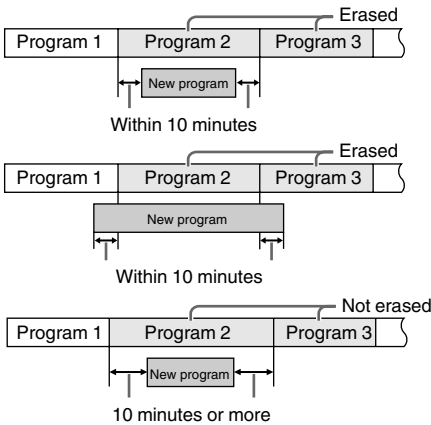 Erased
Program 1 Program 2 Program 3
New program
Within 10 minutes
Erased
Program 1 Program 2 Program 3
New program
Within 10 minutes
Not erased
Program 1 Program 2 Program 3
New program
10 minutes or more